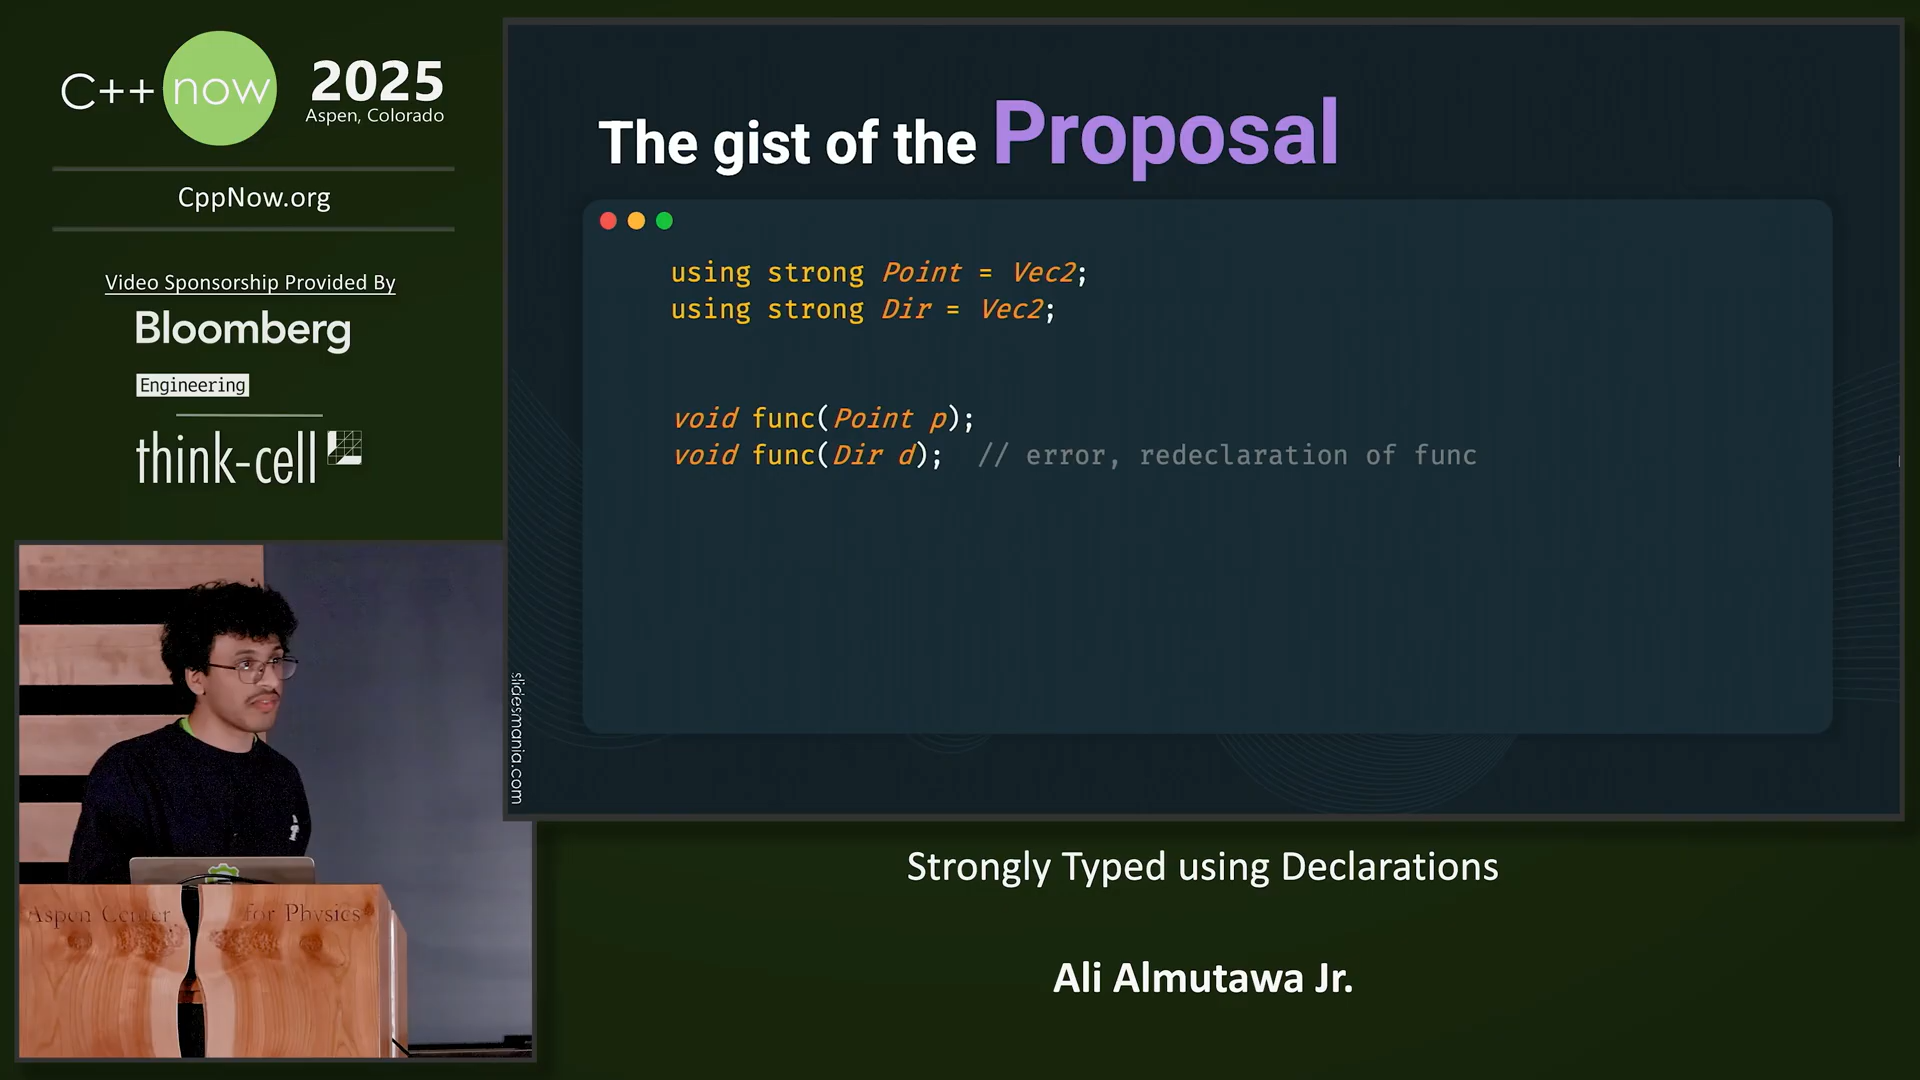 C++ now
2025
Aspen, Colorado
CppNow.org
Video Sponsorship Provided By
Bloomberg
Engineering
think-cell
The gist of the Proposal
using strong Point = Vec2;
using strong Dir = Vec2;
void func(Point p);
void func(Dir d);  // error, redeclaration of func
slidesmania.com
Aspen Center for Physics
Strongly Typed using Declarations
Ali Almutawa Jr.